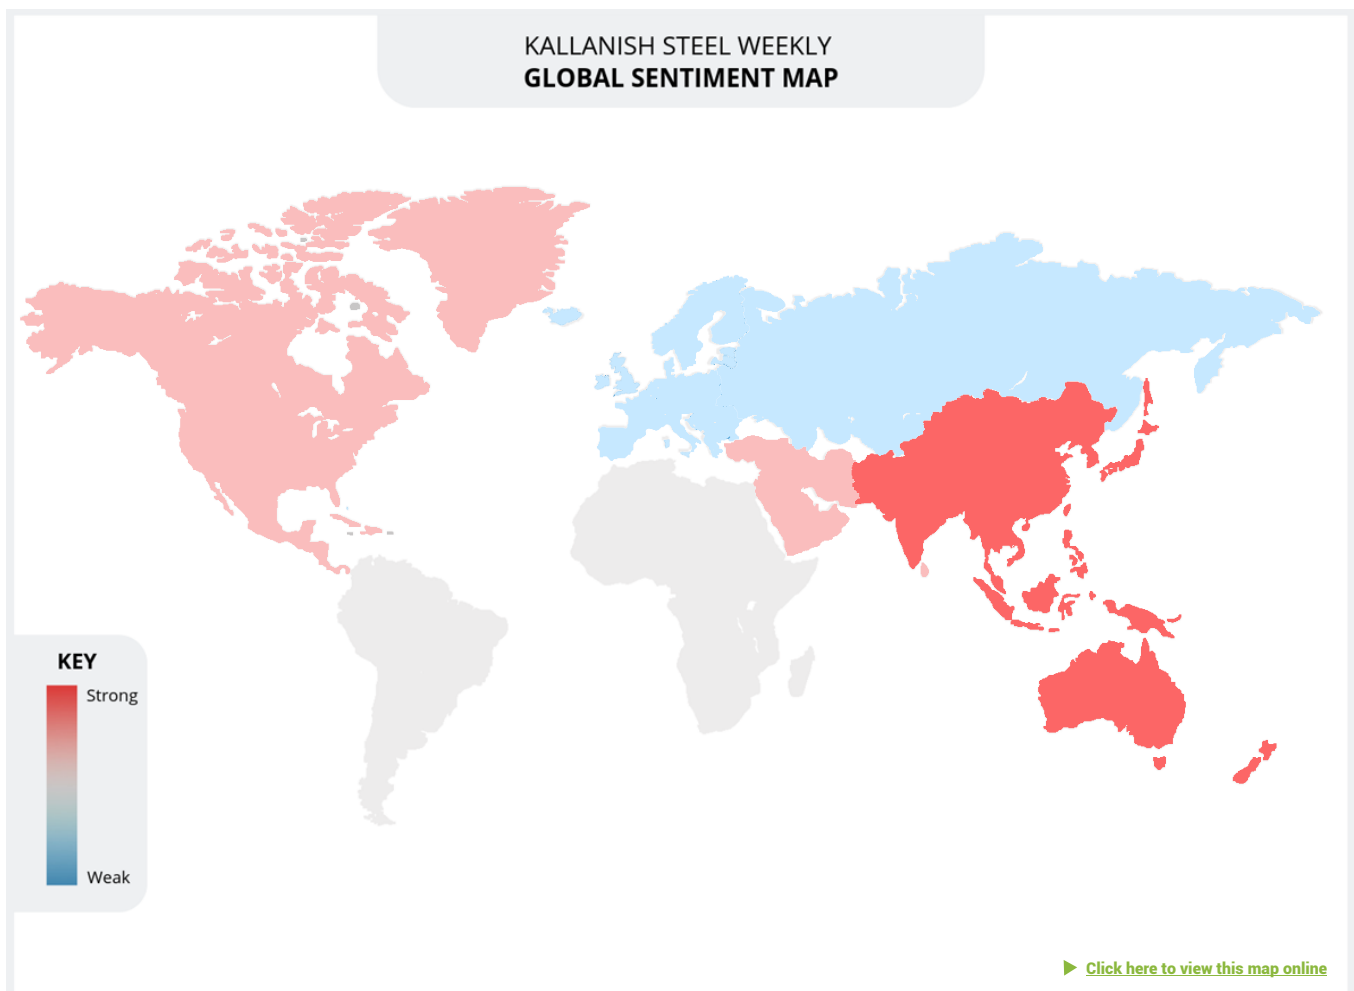 KALLANISH STEEL WEEKLY
GLOBAL SENTIMENT MAP
KEY
Strong
Weak
Click here to view this map online